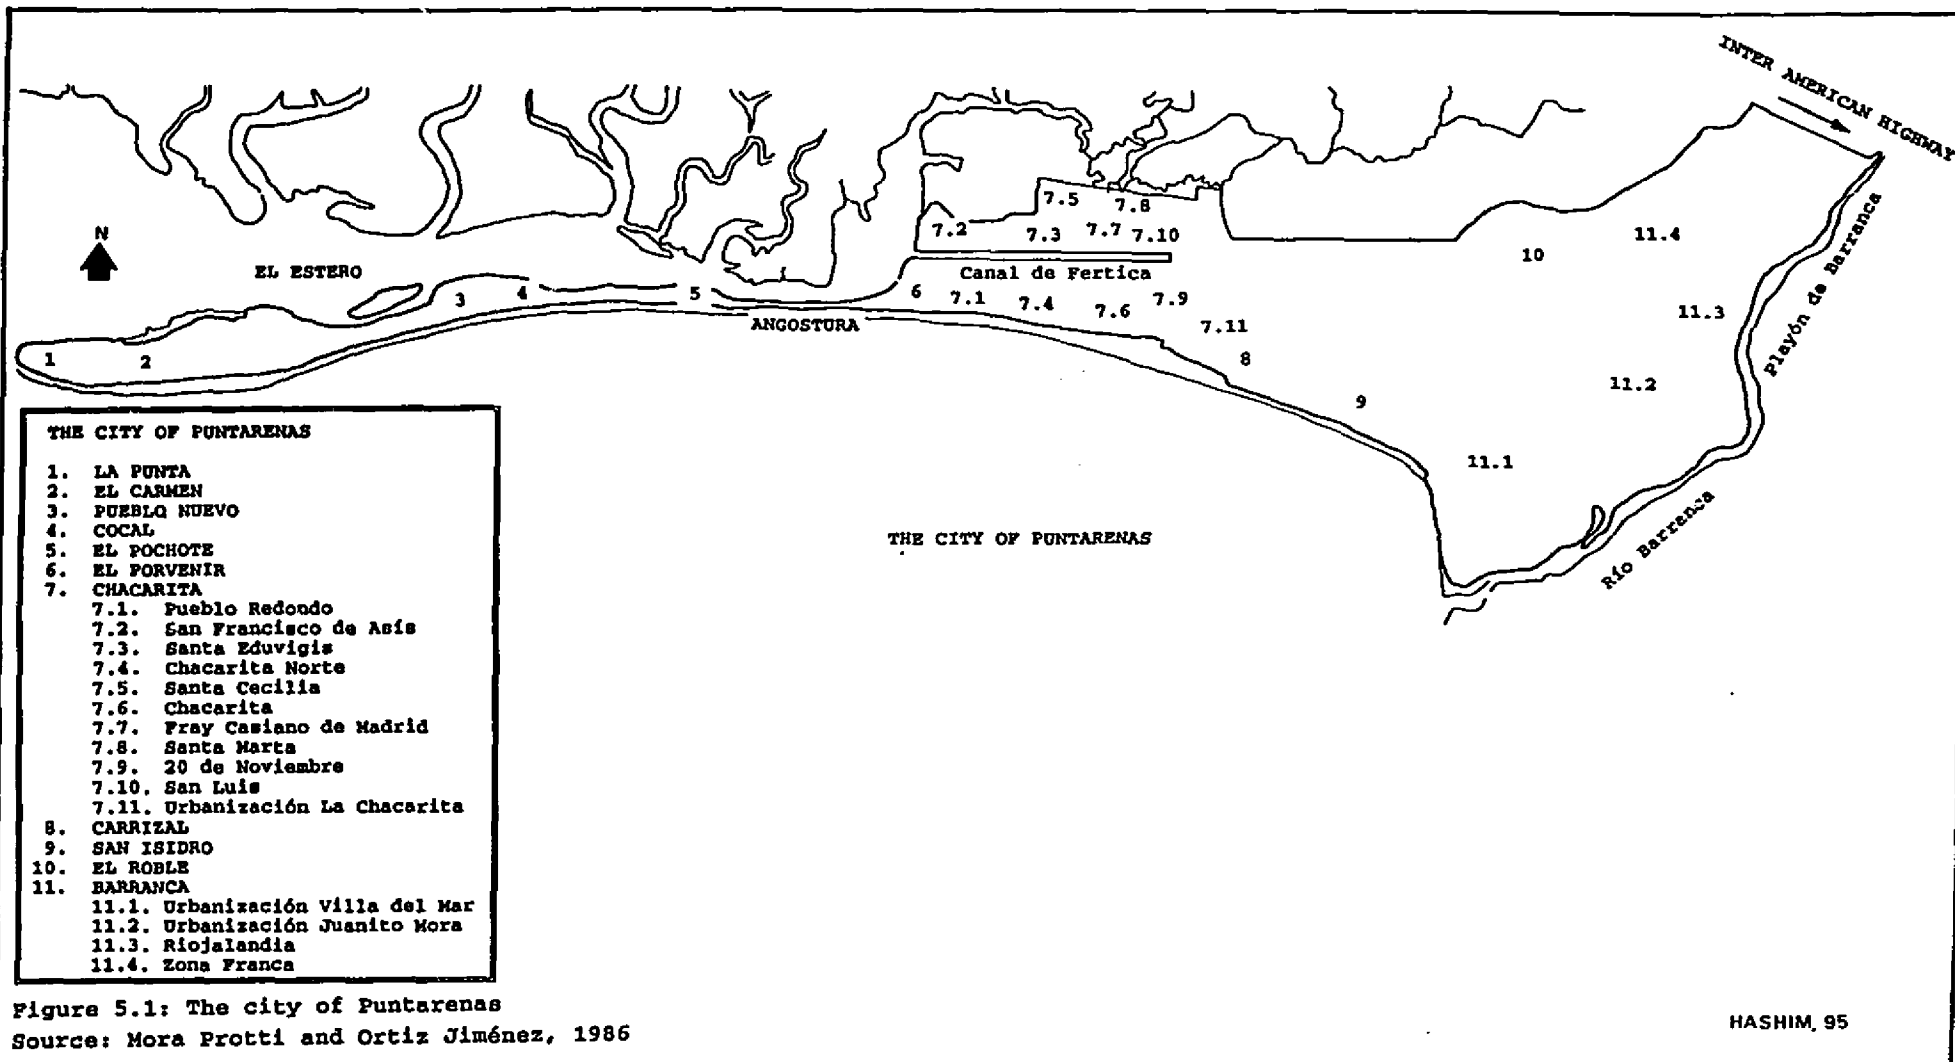 INTER AMERICAN HIGHWAY
N
EL ESTERO
7.5
7.8
7.2
7.3
7.7
7.10
Canal de Fertica
10
11.4
Playón de Barranca
1
2
3
4
5
6
7.1
7.4
7.6
7.9
7.11
8
9
11.3
11.2
11.1
ANGOSTURA
Río Barranca
THE CITY OF PUNTARENAS
THE CITY OF PUNTARENAS
1. LA PUNTA
2. EL CARMEN
3. PUEBLO NUEVO
4. COCAL
5. EL POCHOTE
6. EL PORVENIR
7. CHACARITA
7.1. Pueblo Redondo
7.2. San Francisco de Asís
7.3. Santa Eduvigis
7.4. Chacarita Norte
7.5. Santa Cecilia
7.6. Chacarita
7.7. Fray Casiano de Madrid
7.8. Santa Marta
7.9. 20 de Noviembre
7.10. San Luis
7.11. Urbanización La Chacarita
8. CARRIZAL
9. SAN ISIDRO
10. EL ROBLE
11. BARRANCA
11.1. Urbanización Villa del Mar
11.2. Urbanización Juanito Mora
11.3. Riojalandia
11.4. Zona Franca
Figure 5.1: The city of Puntarenas
Source: Mora Protti and Ortiz Jiménez, 1986
HASHIM, 95